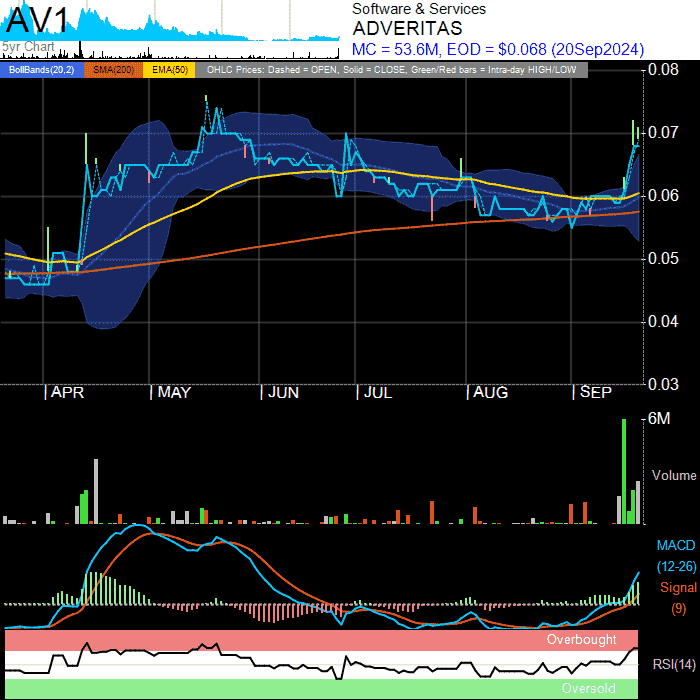 AV1
Software & Services
ADVERITAS
5yr Chart
MC = 53.6M, EOD = $0.068 (20Sep2024)
BollBands(20,2) SMA(200) EMA(50) OHLC Prices: Dashed = OPEN, Solid = CLOSE, Green/Red bars = Intra-day HIGH/LOW
0.08
0.07
0.06
0.05
0.04
0.03
APR MAY JUN JUL AUG SEP
6M
Volume
MACD
(12-26)
Signal
(9)
Overbought
RSI(14)
Oversold